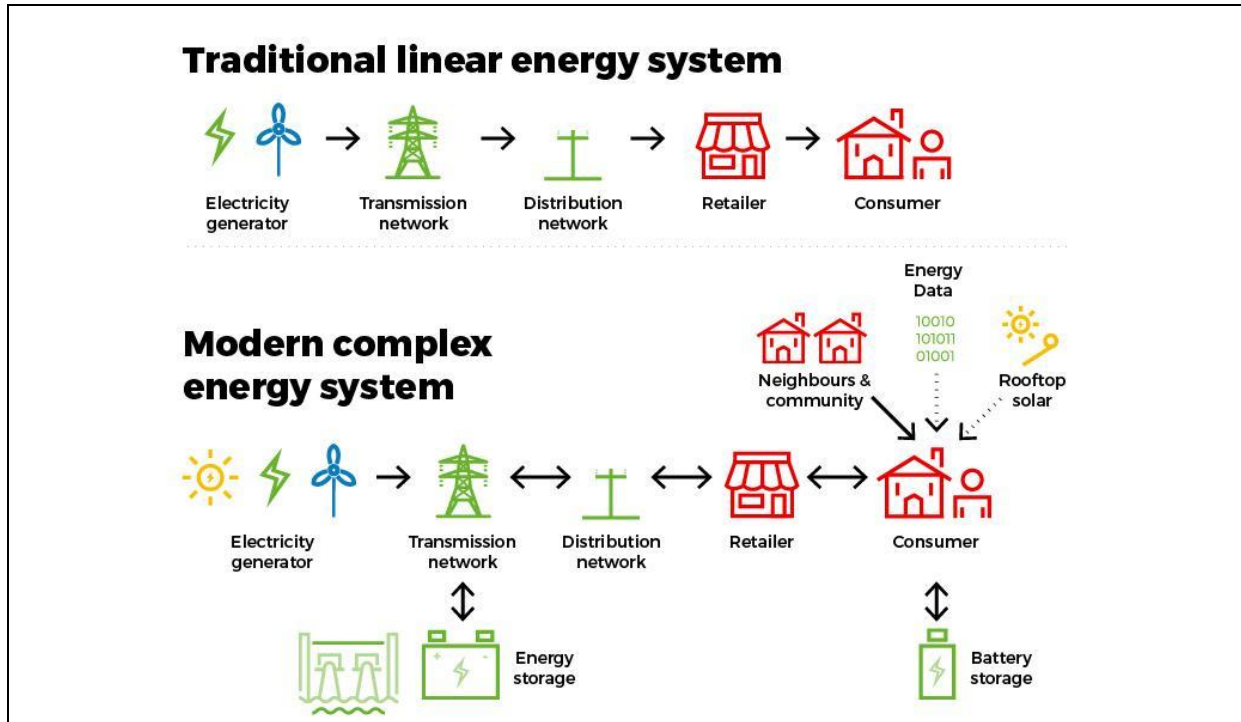 Traditional linear energy system
Electricity
generator
Transmission
network
Distribution
network
Retailer
Consumer
Energy
Data
10010
101011
01001
Modern complex
energy system
Neighbours &
community
Rooftop
solar
Electricity
generator
Transmission
network
Distribution
network
Retailer
Consumer
+ -
Energy
storage
Battery
storage